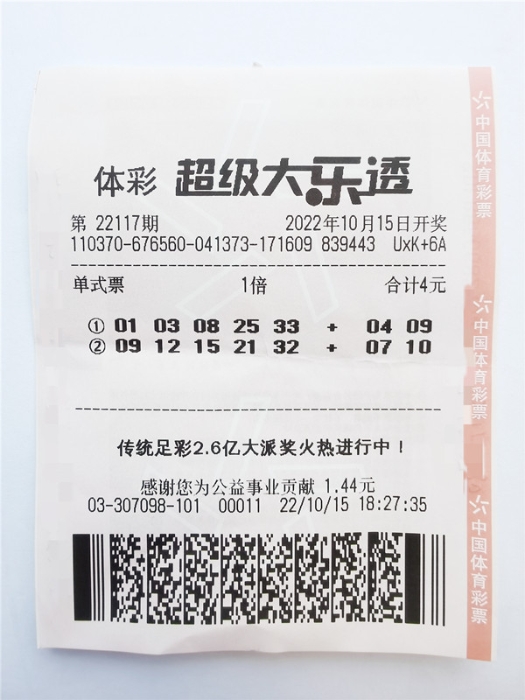 体彩 超级大乐透
第 22117期 2022年10月15日开奖
110370-676560-041373-171609 839443 UxK+6A
单式票 1倍 合计4元
① 01 03 08 25 33 + 04 09
② 09 12 15 21 32 + 07 10
传统足彩2.6亿大派奖火热进行中！
感谢您为公益事业贡献 1.44元
03-307098-101 00011 22/10/15 18:27:35
中国体育彩票
中国体育彩票
中国体育彩票